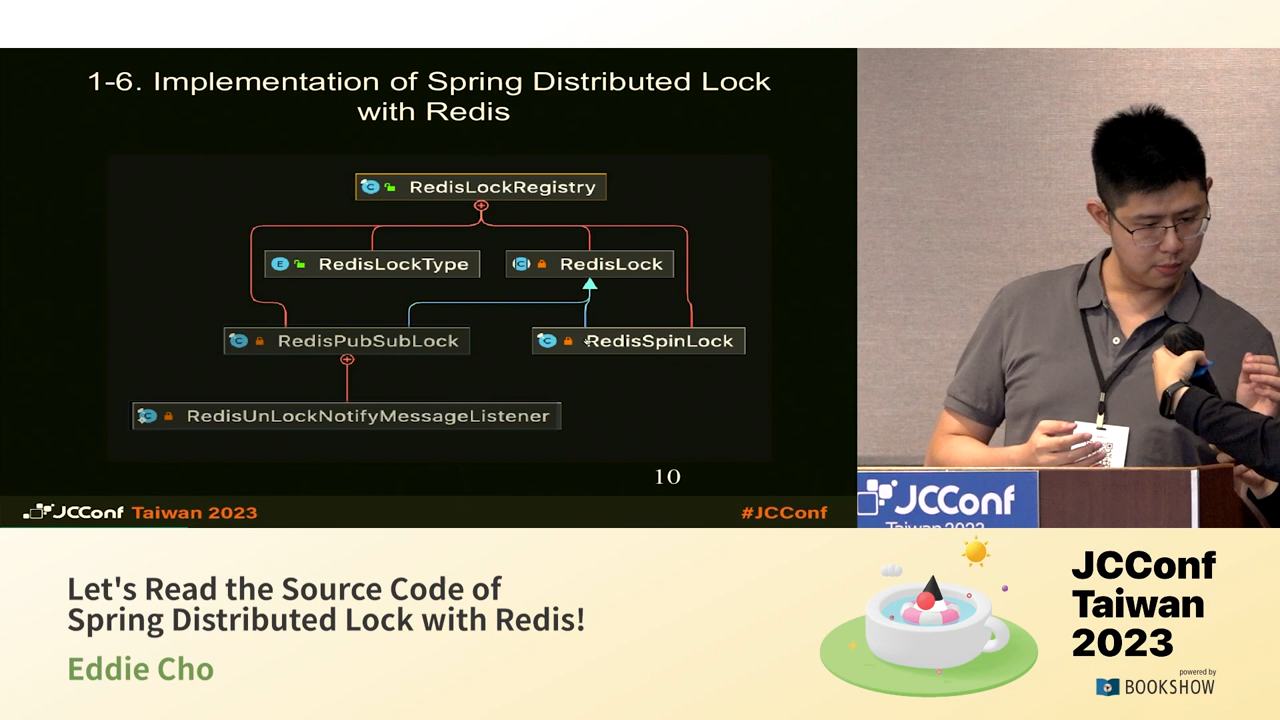 1-6. Implementation of Spring Distributed Lock
with Redis
RedisLockRegistry
E RedisLockType
C RedisLock
C RedisPubSubLock
C RedisSpinLock
RedisUnLockNotifyMessageListener
10
JCConf Taiwan 2023
#JCConf
JCConf
Taiwan 2023
Let's Read the Source Code of
Spring Distributed Lock with Redis!
Eddie Cho
JCConf
Taiwan
2023
powered by
BOOKSHOW